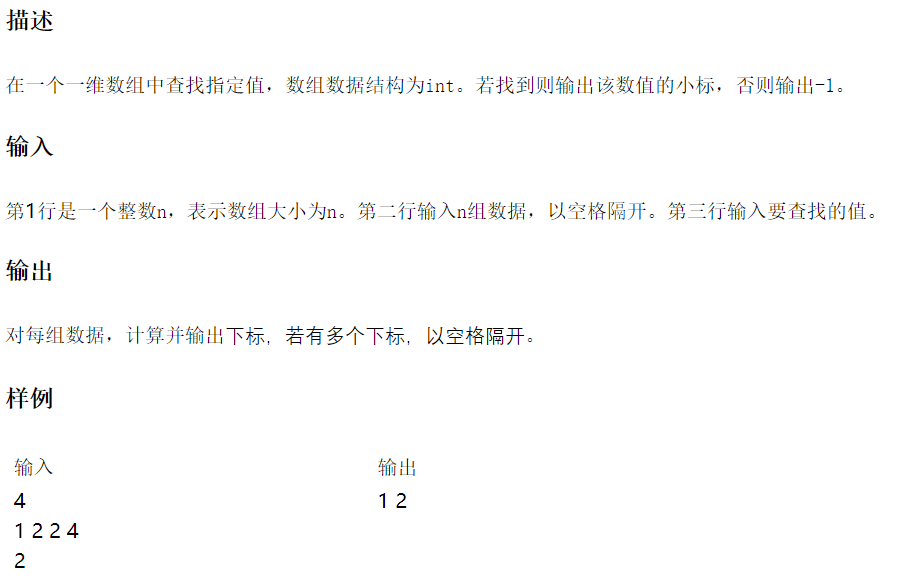 描述
在一个一维数组中查找指定值，数组数据结构为int。若找到则输出该数值的小标，否则输出-1。
输入
第1行是一个整数n，表示数组大小为n。第二行输入n组数据，以空格隔开。第三行输入要查找的值。
输出
对每组数据，计算并输出下标，若有多个下标，以空格隔开。
样例
输入 输出
4 1 2
1 2 2 4
2